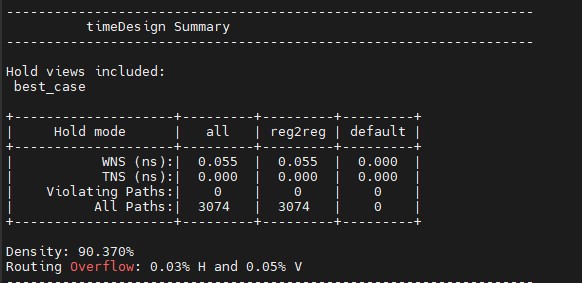 ------------------------------------------------------------------
          timeDesign Summary
------------------------------------------------------------------
Hold views included:
 best_case
+--------------------+---------+---------+---------+
|     Hold mode      |   all   | reg2reg | default |
+--------------------+---------+---------+---------+
|           WNS (ns):|  0.055  |  0.055  |  0.000  |
|           TNS (ns):|  0.000  |  0.000  |  0.000  |
|    Violating Paths:|    0    |    0    |    0    |
|          All Paths:|  3074   |  3074   |    0    |
+--------------------+---------+---------+---------+
Density: 90.370%
Routing Overflow: 0.03% H and 0.05% V
------------------------------------------------------------------